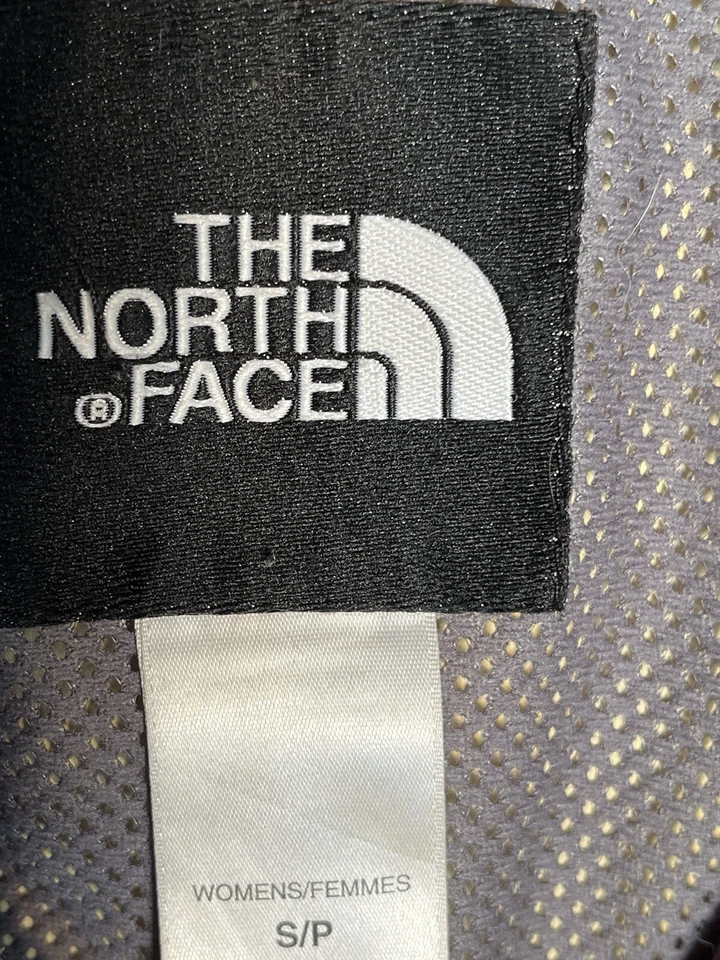 THE
NORTH
®FACE
WOMENS/FEMMES
S/P